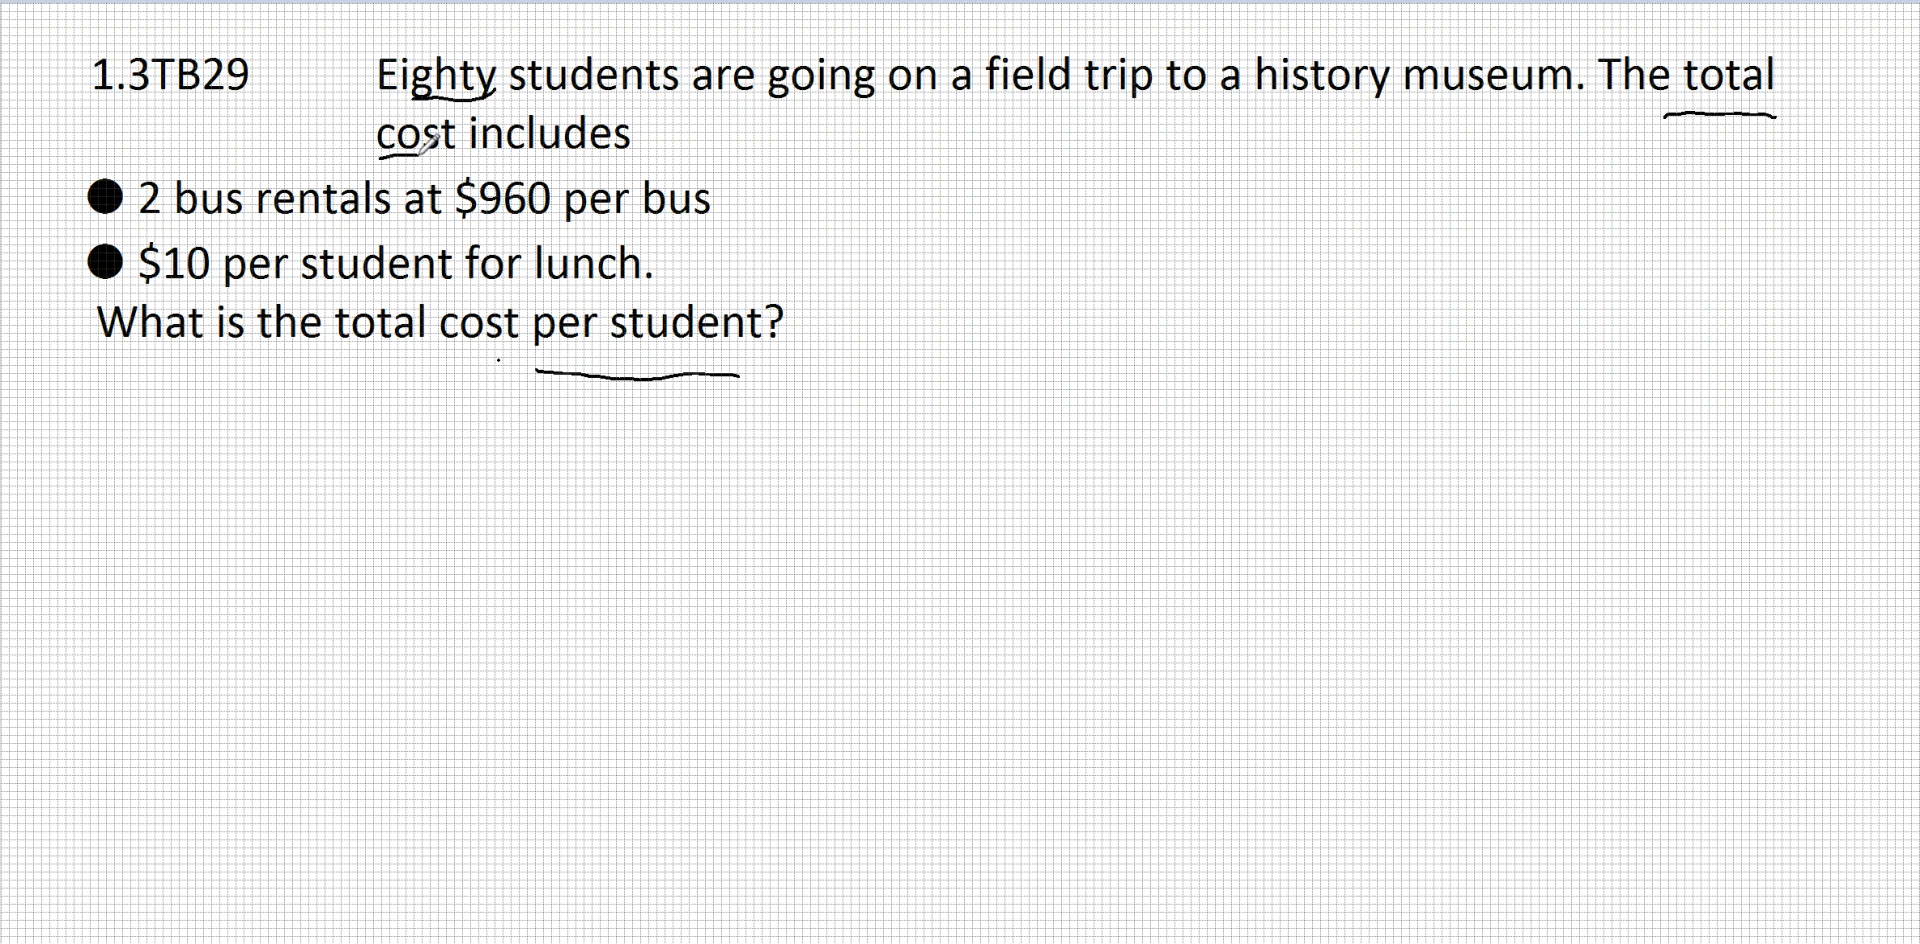 1.3TB29 Eighty students are going on a field trip to a history museum. The total
cost includes
● 2 bus rentals at $960 per bus
● $10 per student for lunch.
What is the total cost per student?